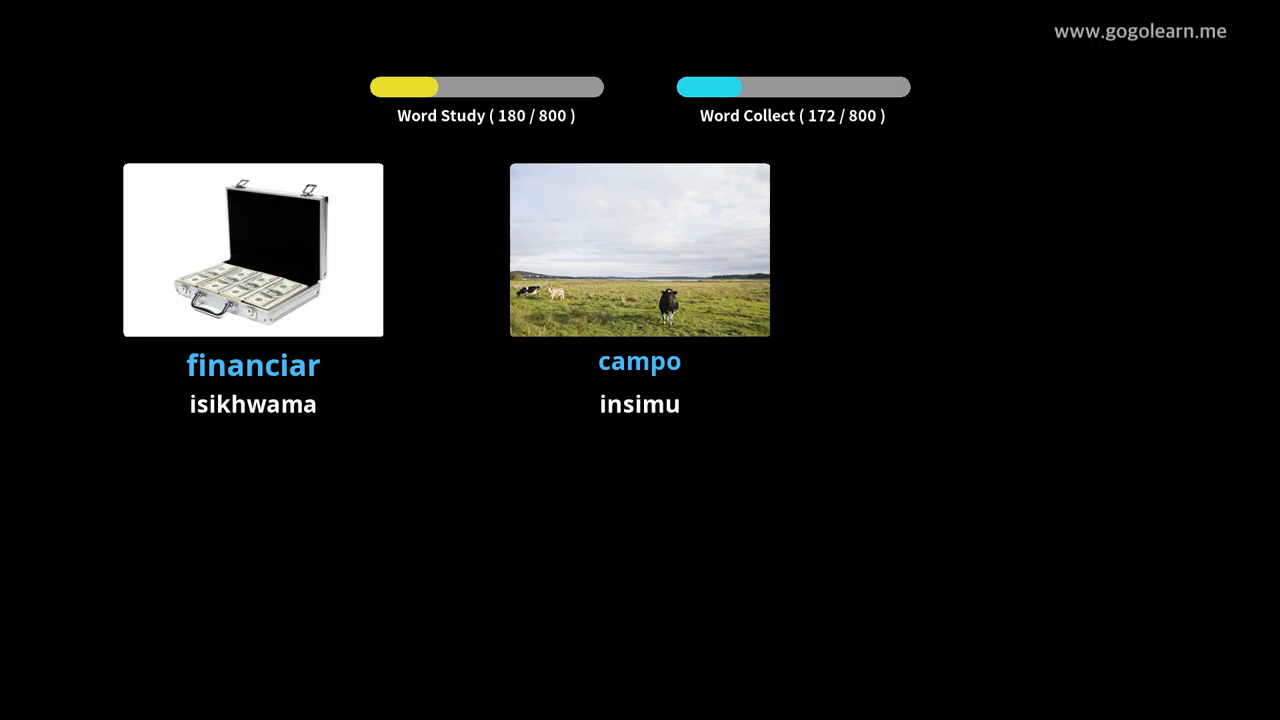 www.gogolearn.me
Word Study ( 180 / 800 )
Word Collect ( 172 / 800 )
financiar
campo
isikhwama
insimu